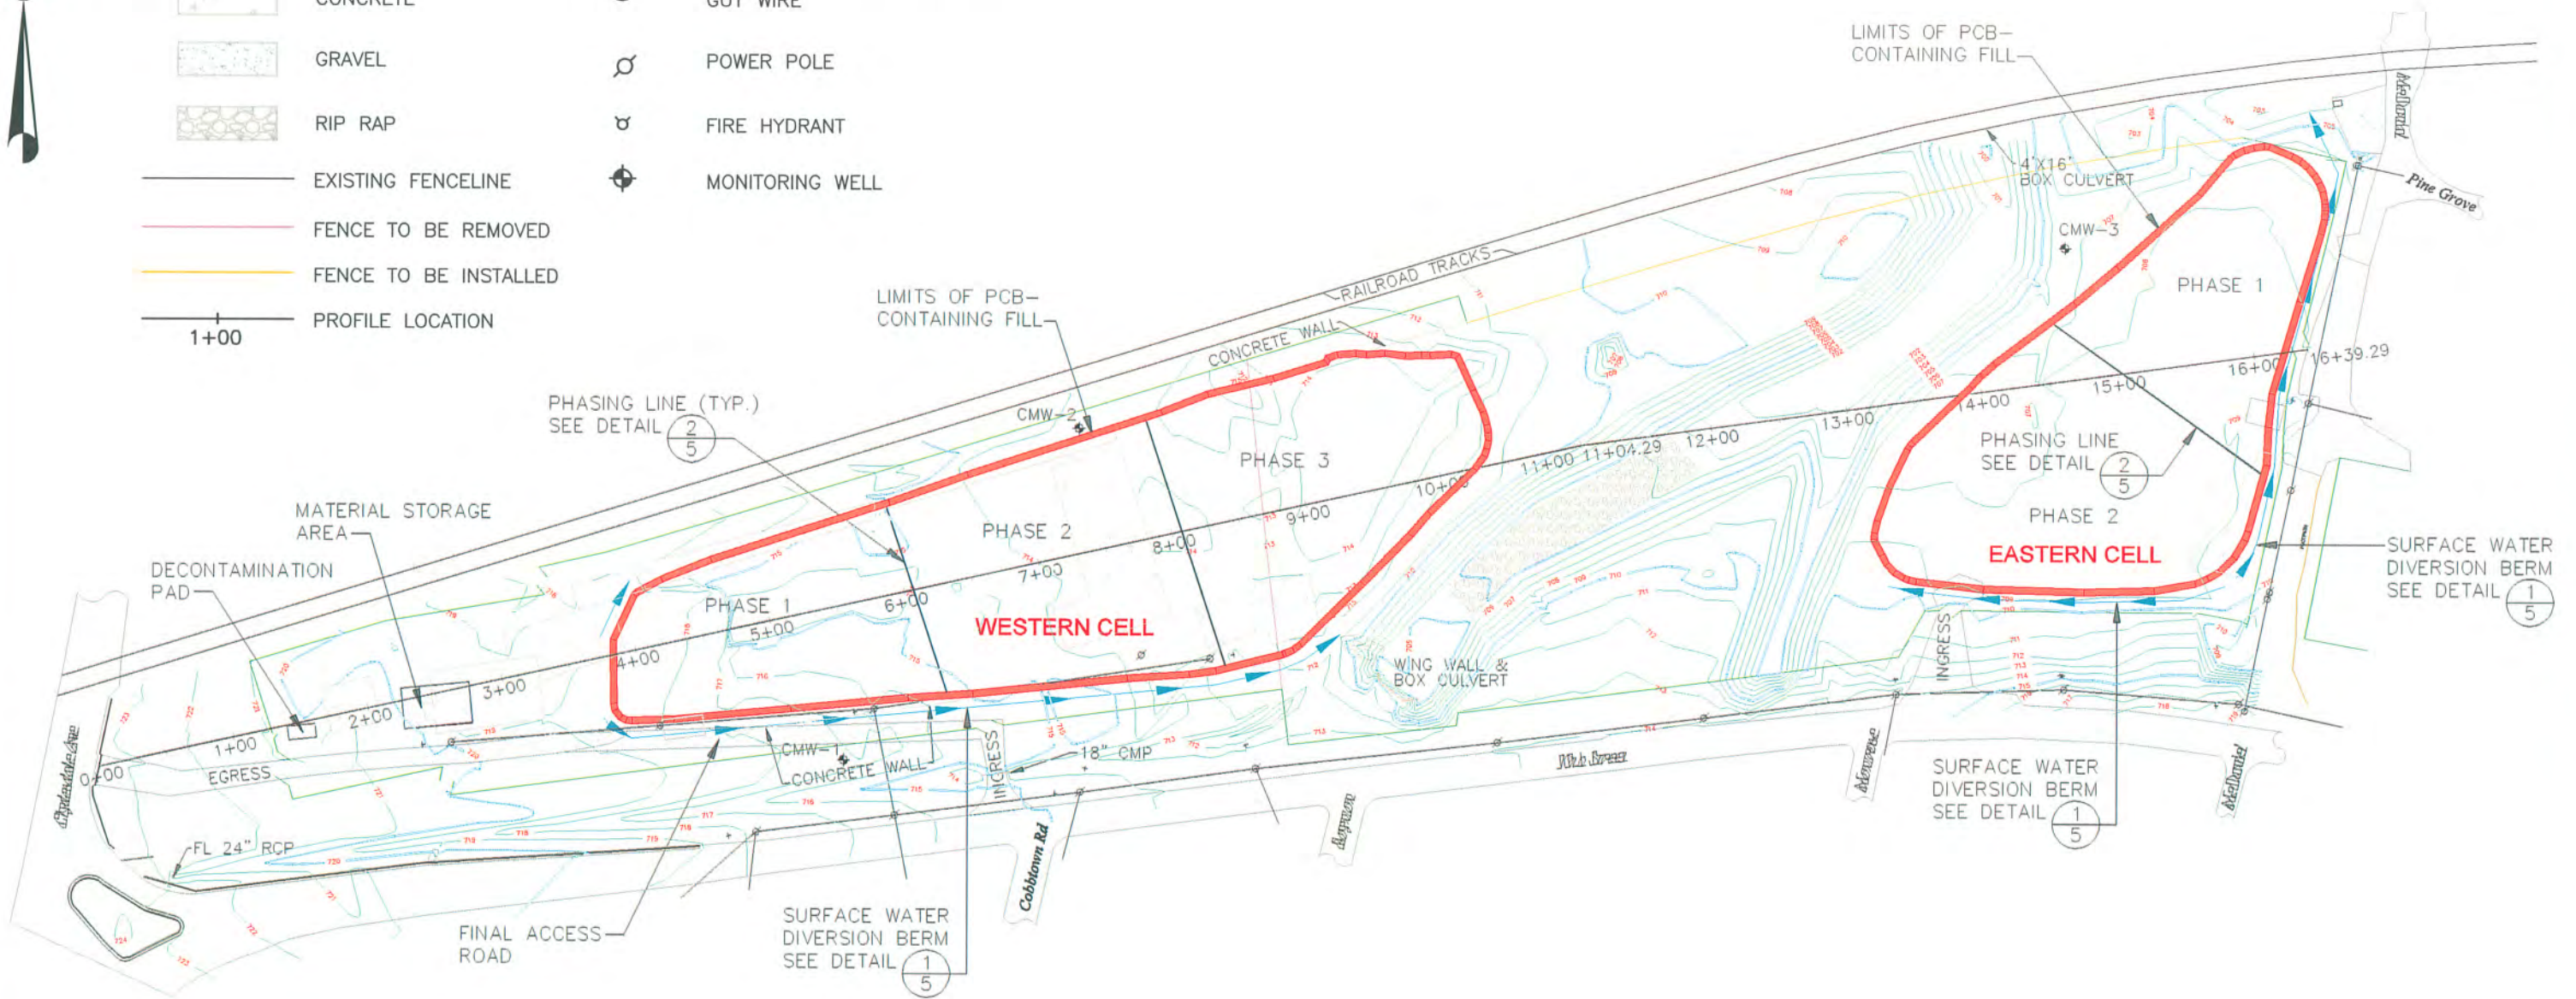 CONCRETE
GUY WIRE
GRAVEL
POWER POLE
RIP RAP
FIRE HYDRANT
EXISTING FENCELINE
MONITORING WELL
FENCE TO BE REMOVED
FENCE TO BE INSTALLED
PROFILE LOCATION
1+00
LIMITS OF PCB-
CONTAINING FILL
4'X16'
BOX CULVERT
Pine Grove
CMW-3
PHASE 1
RAILROAD TRACKS
LIMITS OF PCB-
CONTAINING FILL
CONCRETE WALL
16+39.29
16+00
15+00
14+00
13+00
12+00
11+04.29
11+00
10+00
9+00
8+00
7+00
6+00
5+00
4+00
3+00
2+00
1+00
0+00
PHASING LINE (TYP.)
SEE DETAIL 2
5
CMW-2
PHASE 3
PHASING LINE
SEE DETAIL 2
5
PHASE 2
EASTERN CELL
MATERIAL STORAGE
AREA
PHASE 2
DECONTAMINATION
PAD
PHASE 1
WESTERN CELL
SURFACE WATER
DIVERSION BERM
SEE DETAIL 1
5
INGRESS
WING WALL &
BOX CULVERT
EGRESS
CMW-1
CONCRETE WALL
INGRESS
18" CMP
McDaniel
SURFACE WATER
DIVERSION BERM
SEE DETAIL 1
5
FL 24" RCP
Cobbtown Rd
FINAL ACCESS
ROAD
SURFACE WATER
DIVERSION BERM
SEE DETAIL 1
5